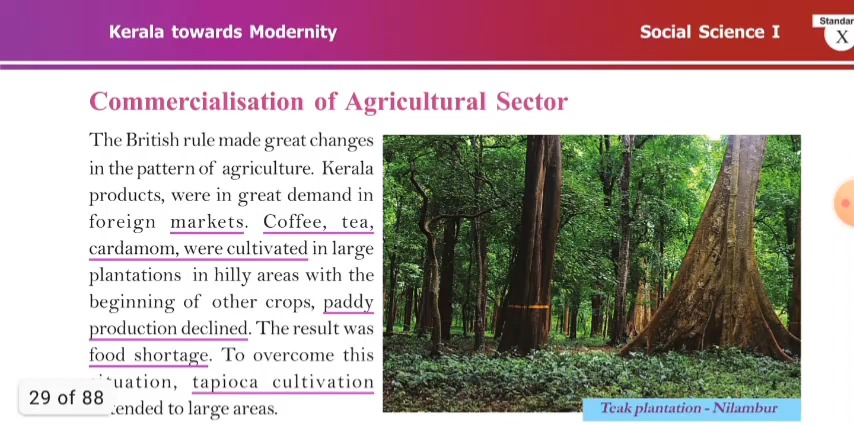 Kerala towards Modernity
Social Science I
Standar
X
Commercialisation of Agricultural Sector
The British rule made great changes
in the pattern of agriculture. Kerala
products, were in great demand in
foreign markets. Coffee, tea,
cardamom, were cultivated in large
plantations in hilly areas with the
beginning of other crops, paddy
production declined. The result was
food shortage. To overcome this
tuation, tapioca cultivation
tended to large areas.
29 of 88
Teak plantation - Nilambur